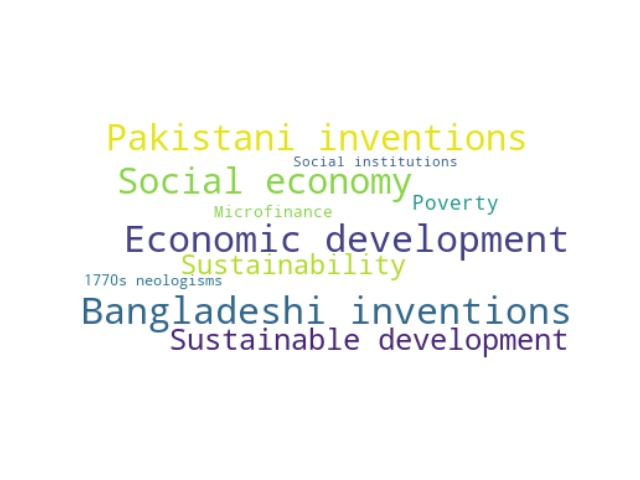 Pakistani inventions
Social institutions
Social economy
Poverty
Microfinance
Economic development
Sustainability
1770s neologisms
Bangladeshi inventions
Sustainable development